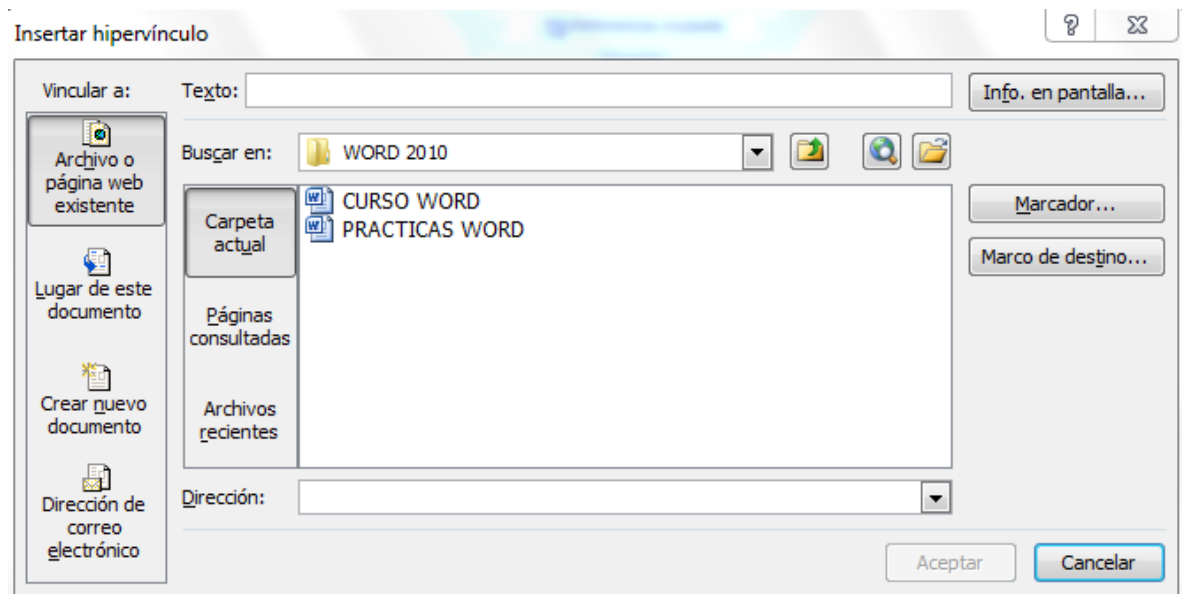 Insertar hipervínculo
Vincular a:
Texto:
Info. en pantalla...
Archivo o
página web
existente
Buscar en:
WORD 2010
Carpeta
actual
CURSO WORD
PRACTICAS WORD
Marcador...
Marco de destino...
Lugar de este
documento
Páginas
consultadas
Crear nuevo
documento
Archivos
recientes
Dirección de
correo
electrónico
Dirección:
Aceptar
Cancelar